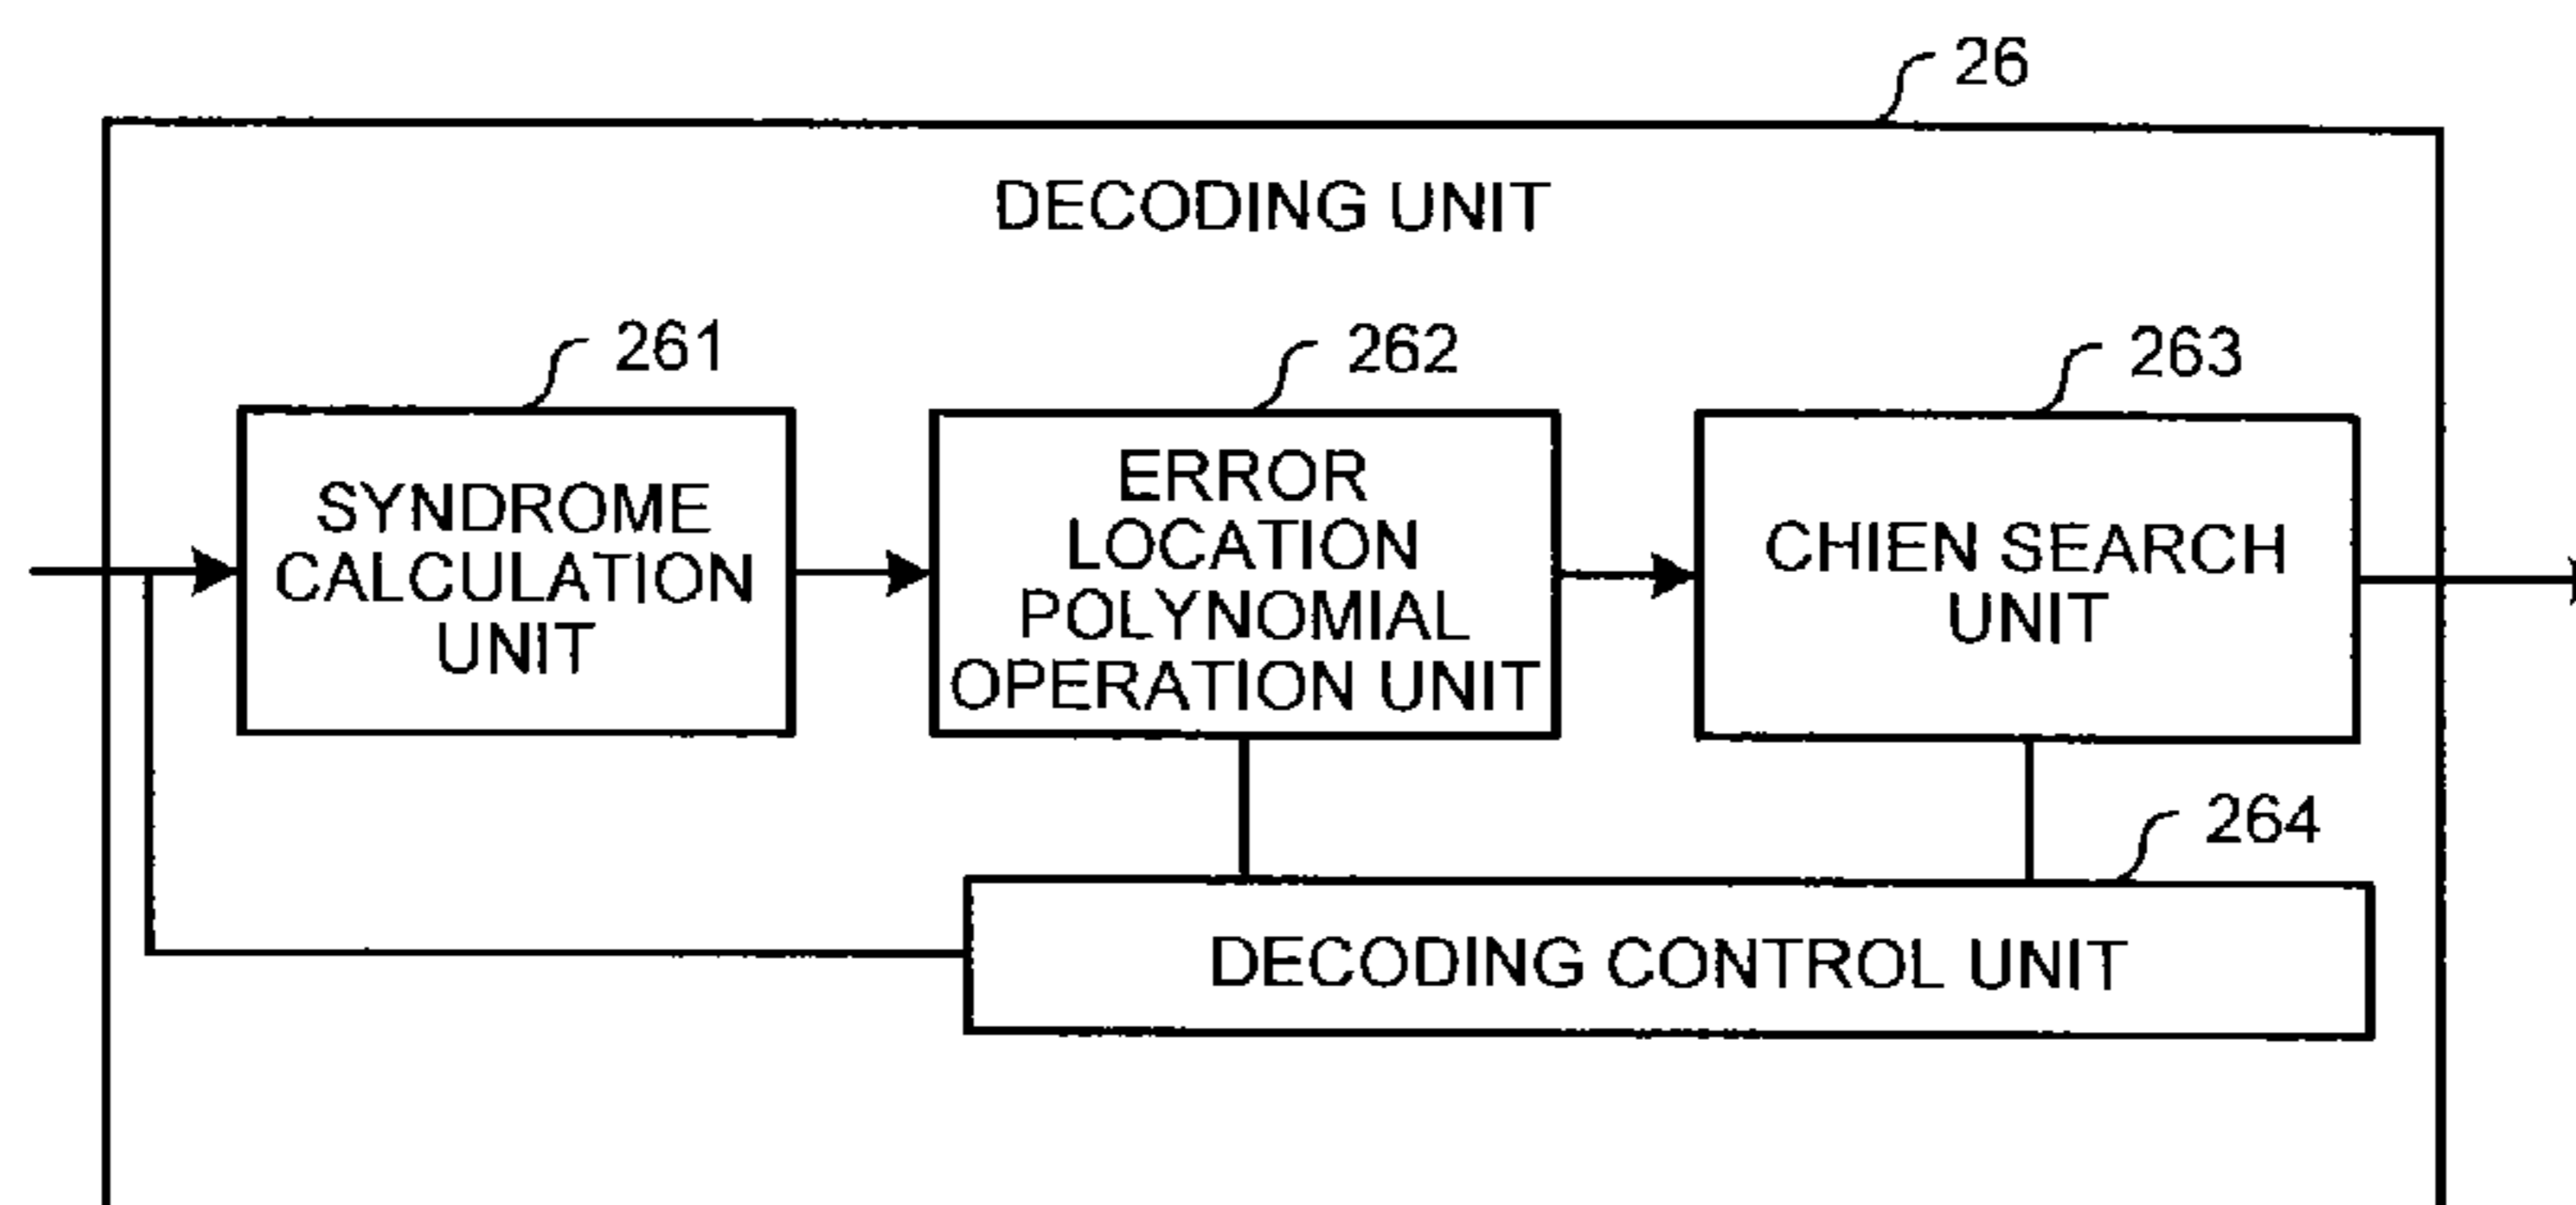 26
DECODING UNIT
261
262
263
SYNDROME
CALCULATION
UNIT
ERROR
LOCATION
POLYNOMIAL
OPERATION UNIT
CHIEN SEARCH
UNIT
264
DECODING CONTROL UNIT